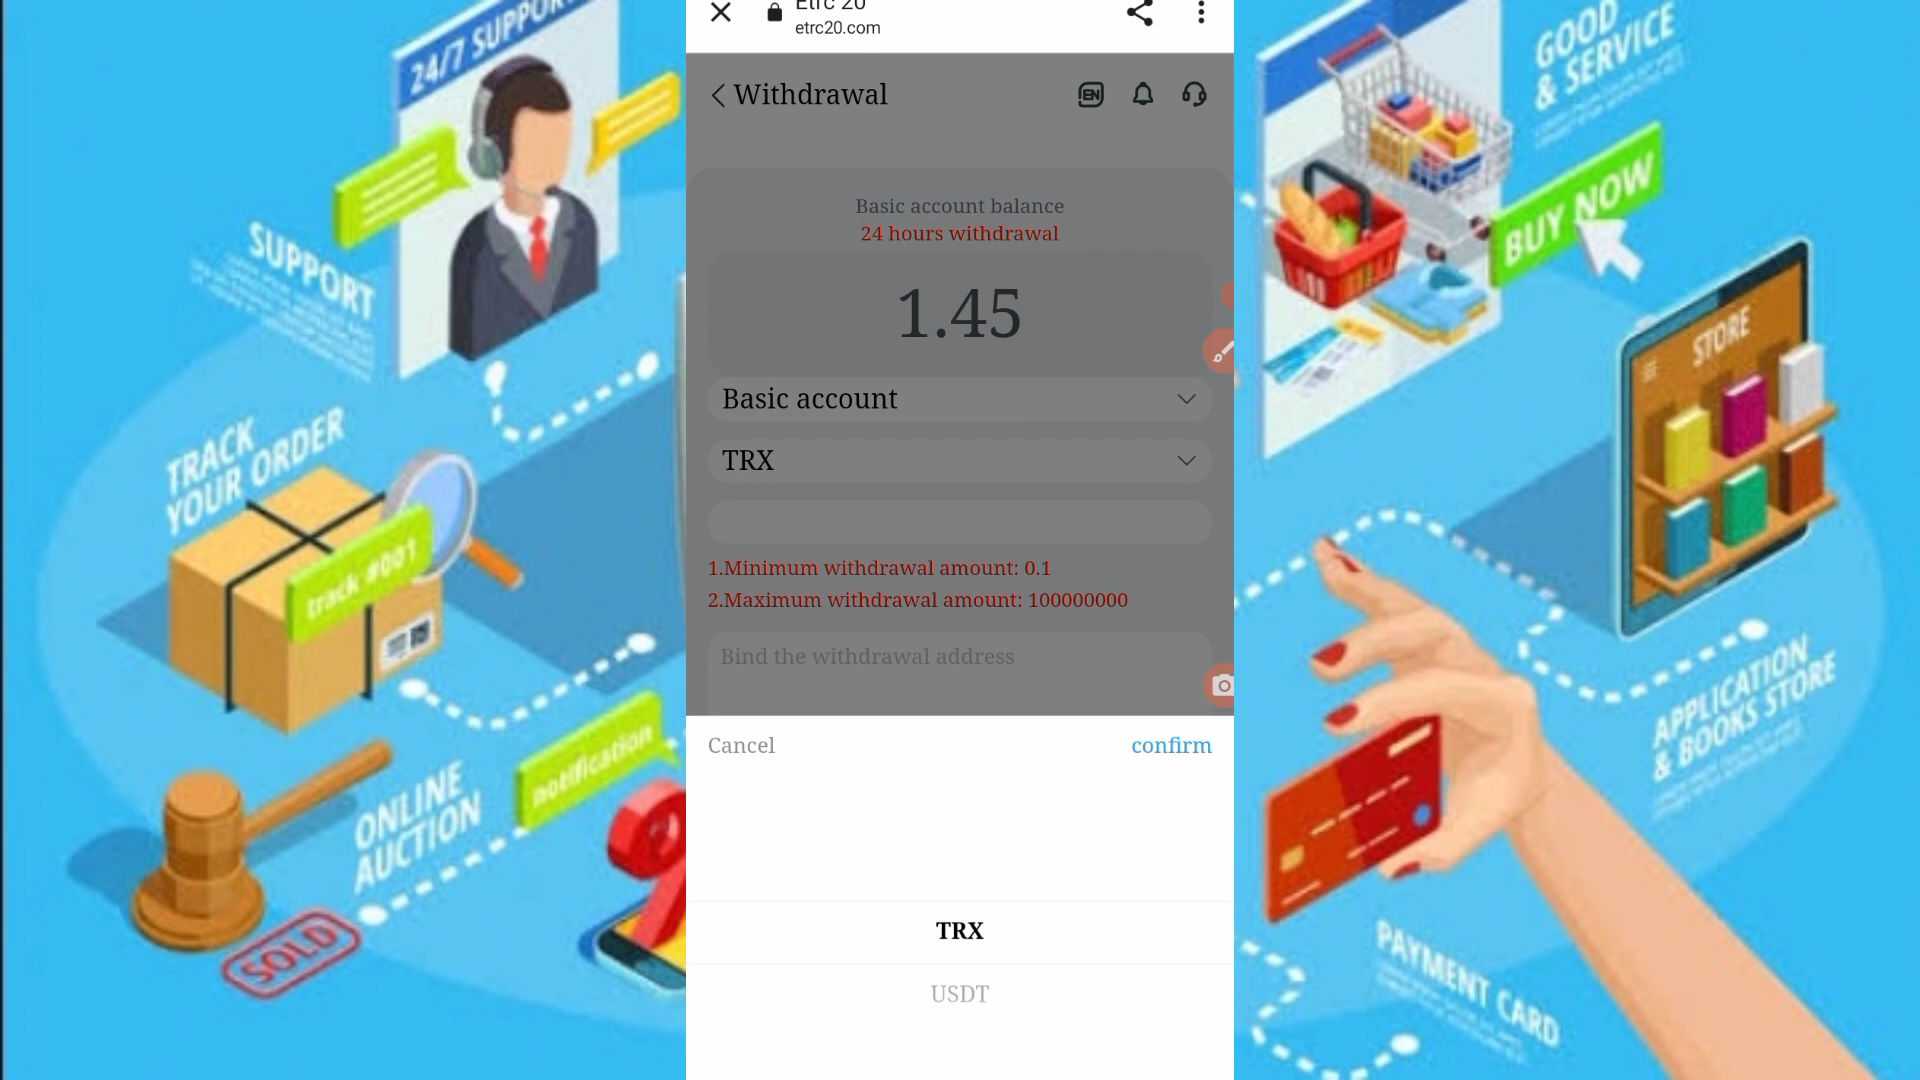 24/7 SUPPORT
SUPPORT
TRACK
YOUR ORDER
track #001
notification
ONLINE
AUCTION
SOLD
Etrc 20
etrc20.com
Withdrawal
EN
Basic account balance
24 hours withdrawal
1.45
Basic account
TRX
1.Minimum withdrawal amount: 0.1
2.Maximum withdrawal amount: 100000000
Bind the withdrawal address
Cancel
confirm
TRX
USDT
GOOD
& SERVICE
BUY NOW
STORE
APPLICATION
& BOOKS STORE
PAYMENT CARD